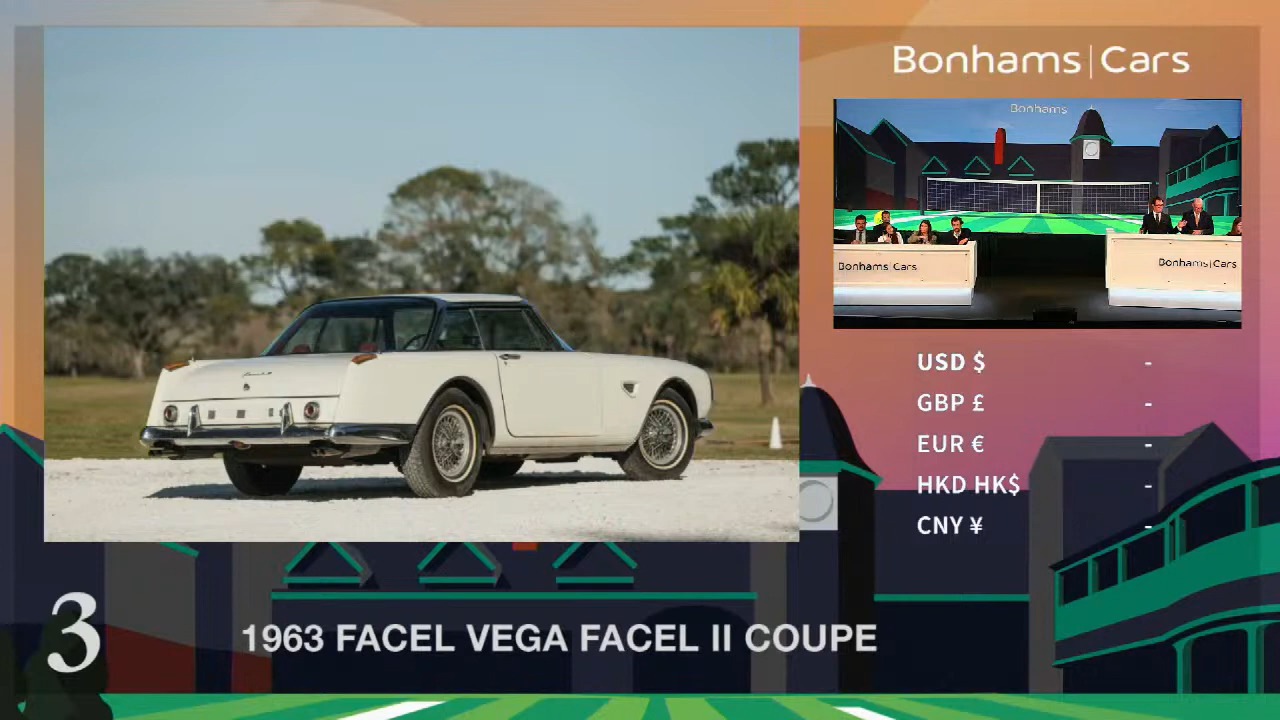 Bonhams|Cars
Bonhams
Bonhams|Cars
Bonhams|Cars
USD $ -
GBP £ -
EUR € -
HKD HK$ -
CNY ¥ -
3
1963 FACEL VEGA FACEL II COUPE